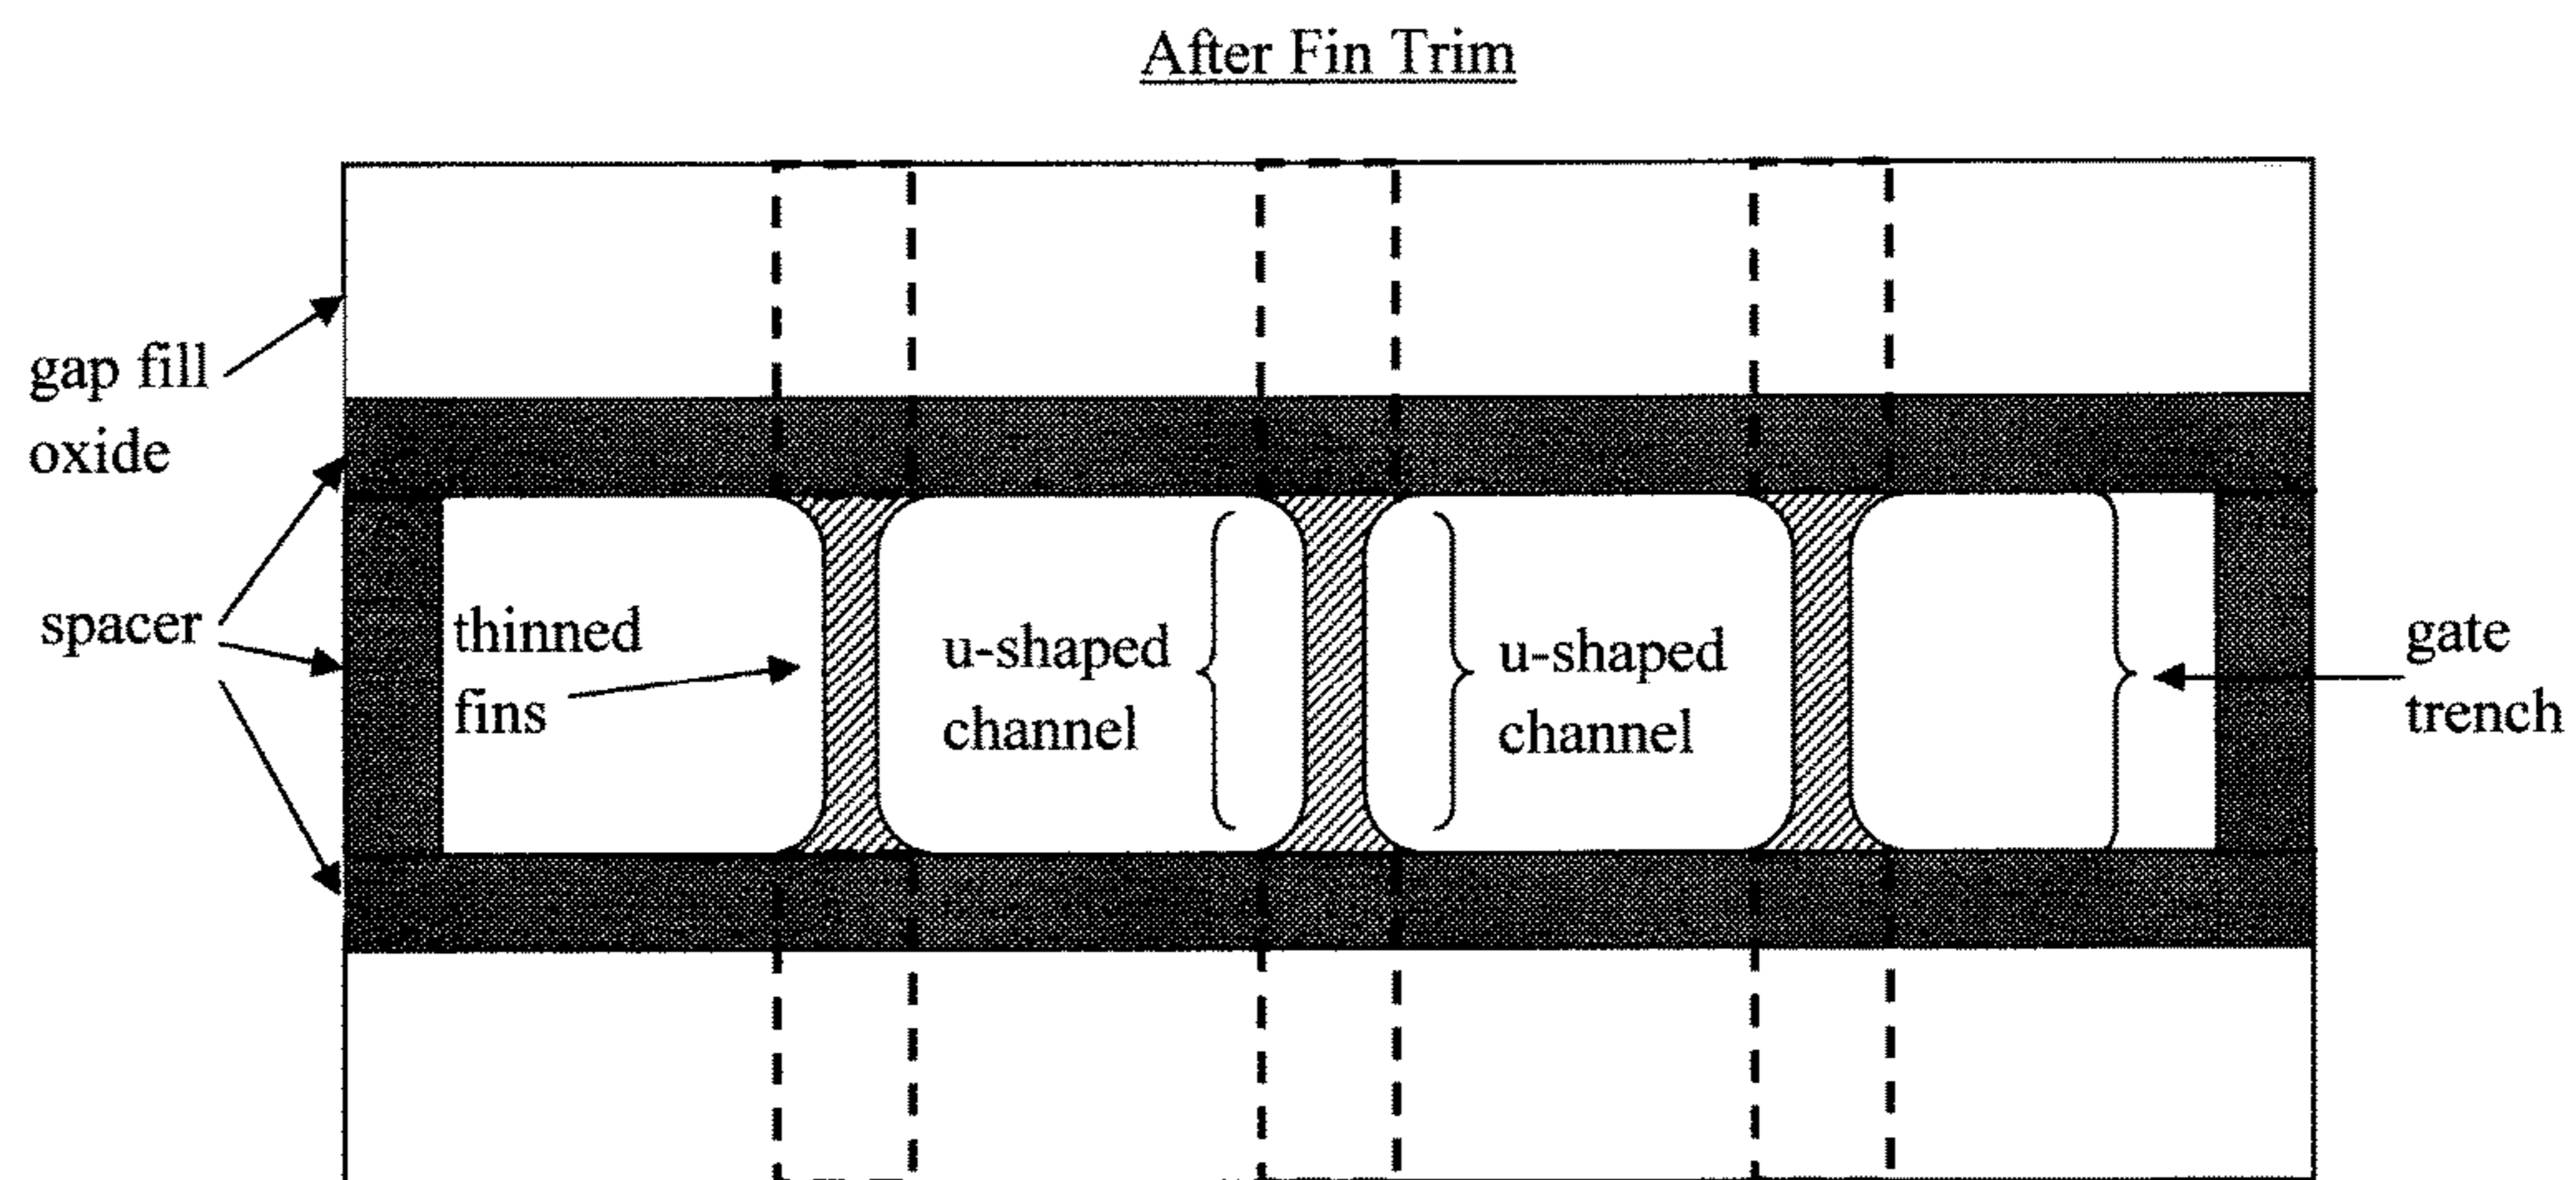 After Fin Trim
gap fill
oxide
spacer
thinned
fins
u-shaped
channel
u-shaped
channel
gate
trench